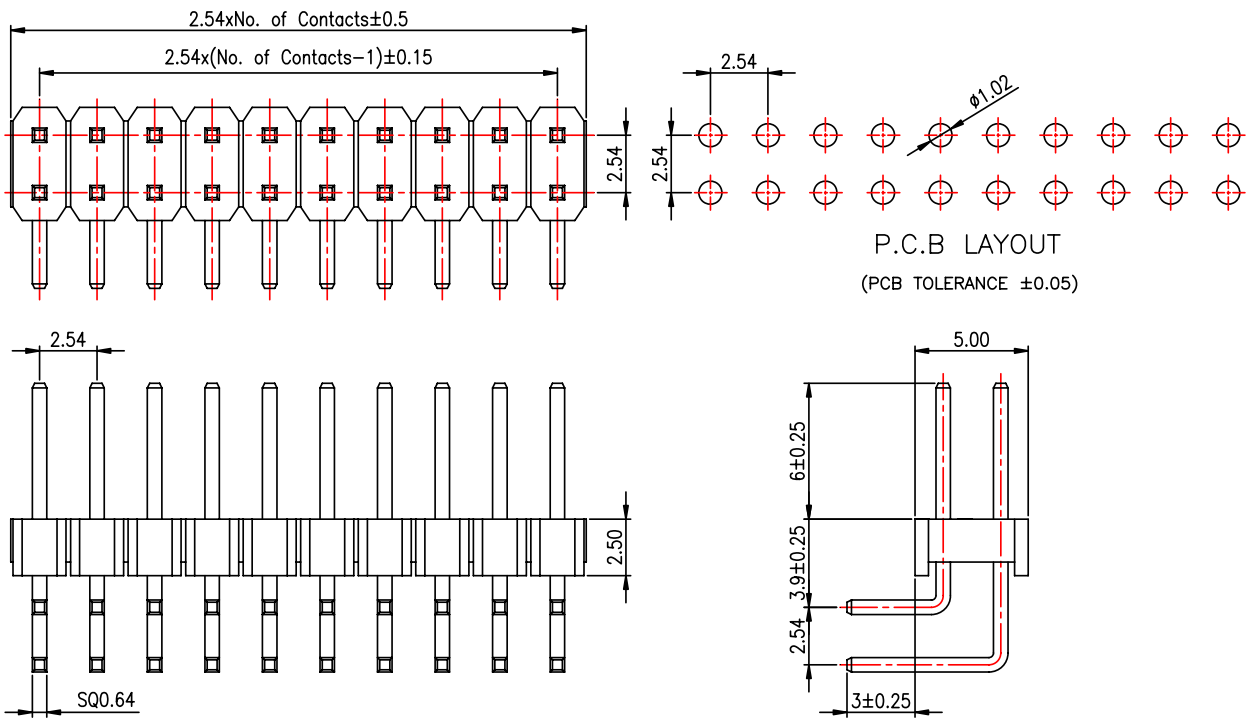 2.54xNo. of Contacts±0.5
2.54x(No. of Contacts-1)±0.15
2.54
2.54
ø1.02
2.54
P.C.B LAYOUT
(PCB TOLERANCE ±0.05)
2.54
2.50
SQ0.64
5.00
6±0.25
3.9±0.25
2.54
3±0.25